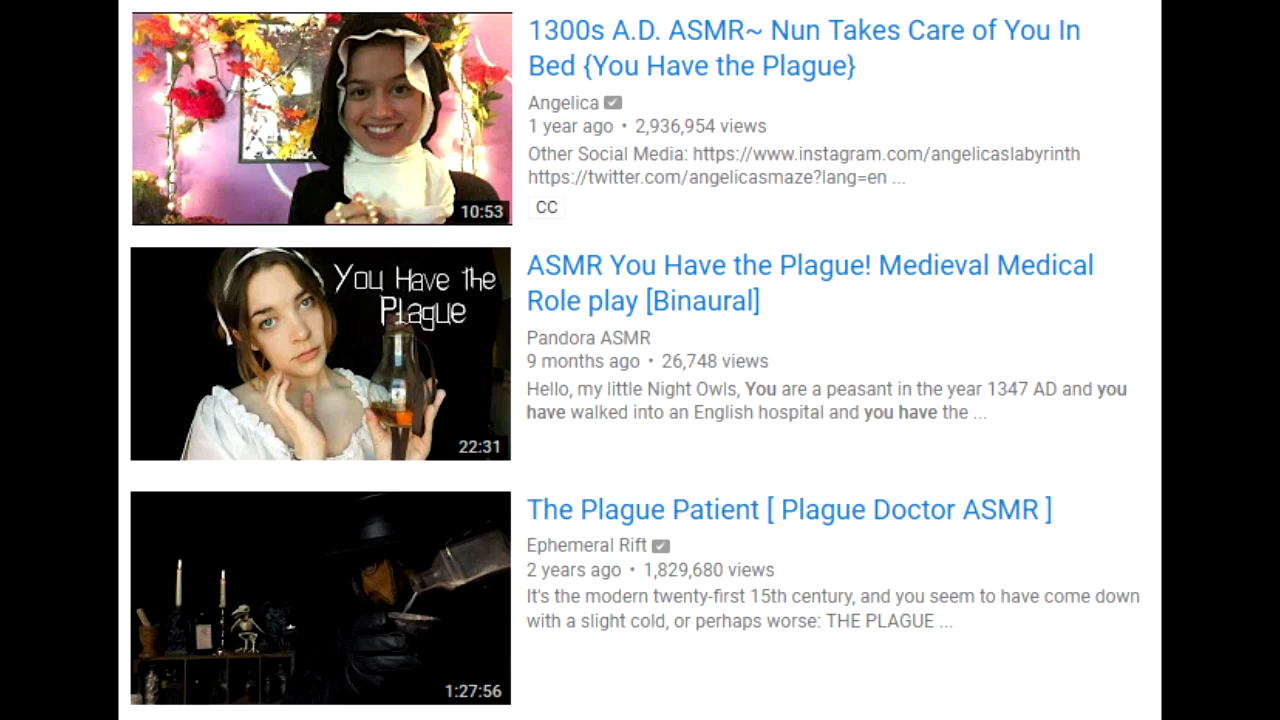 1300s A.D. ASMR~ Nun Takes Care of You In
Bed {You Have the Plague}
Angelica
1 year ago • 2,936,954 views
Other Social Media: https://www.instagram.com/angelicaslabyrinth
https://twitter.com/angelicasmaze?lang=en ...
CC
10:53
You Have the
Plague
22:31
ASMR You Have the Plague! Medieval Medical
Role play [Binaural]
Pandora ASMR
9 months ago • 26,748 views
Hello, my little Night Owls, You are a peasant in the year 1347 AD and you
have walked into an English hospital and you have the ...
1:27:56
The Plague Patient [ Plague Doctor ASMR ]
Ephemeral Rift
2 years ago • 1,829,680 views
It's the modern twenty-first 15th century, and you seem to have come down
with a slight cold, or perhaps worse: THE PLAGUE ...